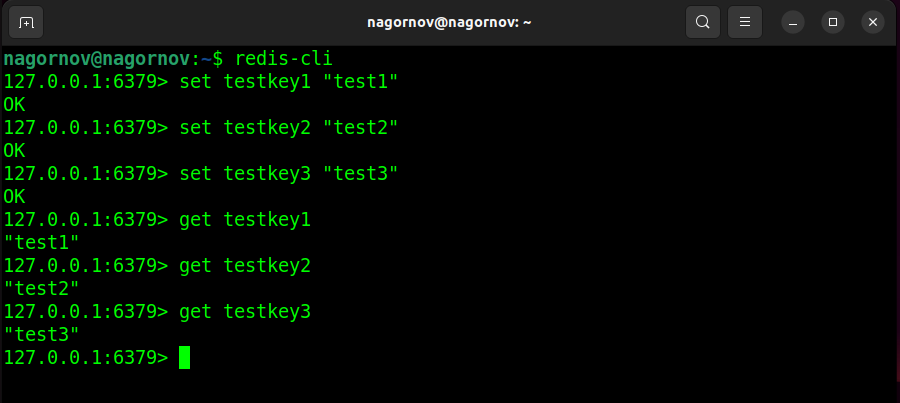 nagornov@nagornov: ~
nagornov@nagornov:~$ redis-cli
127.0.0.1:6379> set testkey1 "test1"
OK
127.0.0.1:6379> set testkey2 "test2"
OK
127.0.0.1:6379> set testkey3 "test3"
OK
127.0.0.1:6379> get testkey1
"test1"
127.0.0.1:6379> get testkey2
"test2"
127.0.0.1:6379> get testkey3
"test3"
127.0.0.1:6379>